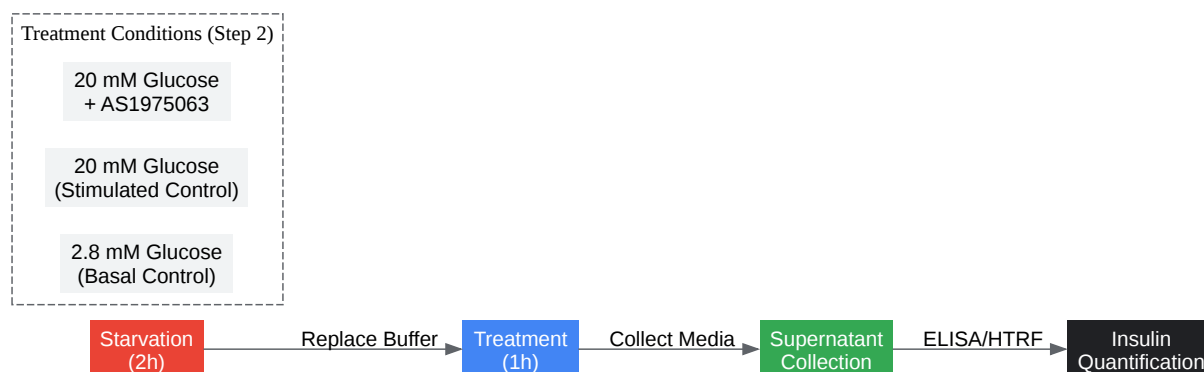 Treatment Conditions (Step 2)
20 mM Glucose
+ AS1975063
20 mM Glucose
(Stimulated Control)
2.8 mM Glucose
(Basal Control)
Starvation
(2h)
Replace Buffer
Treatment
(1h)
Collect Media
Supernatant
Collection
ELISA/HTRF
Insulin
Quantification